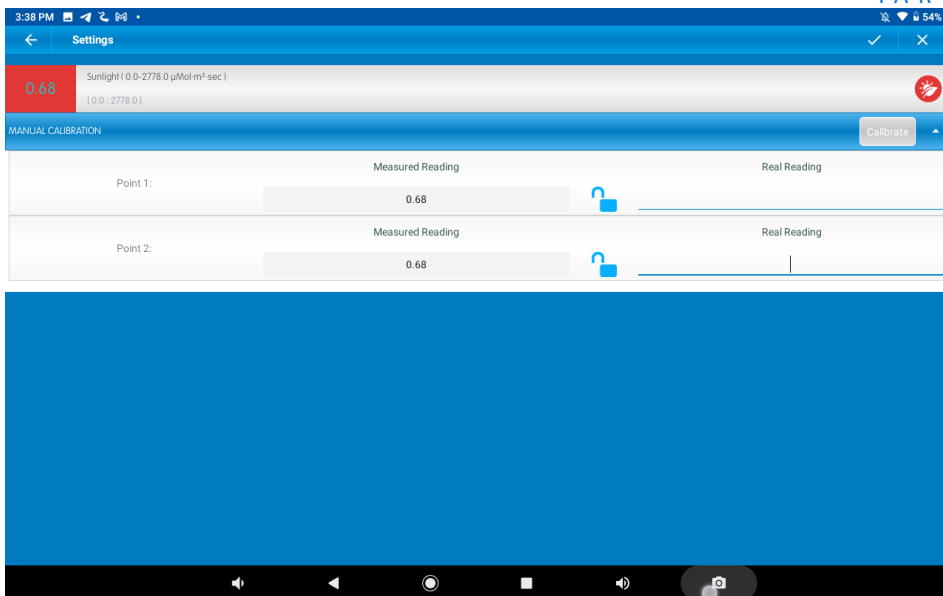 3:38 PM
54%
Settings
0.68
Sunlight ( 0.0-2778.0 µMol·m²·sec )
[ 0.0 : 2778.0 ]
MANUAL CALIBRATION
Calibrate
Measured Reading
Real Reading
Point 1:
0.68
Measured Reading
Real Reading
Point 2:
0.68